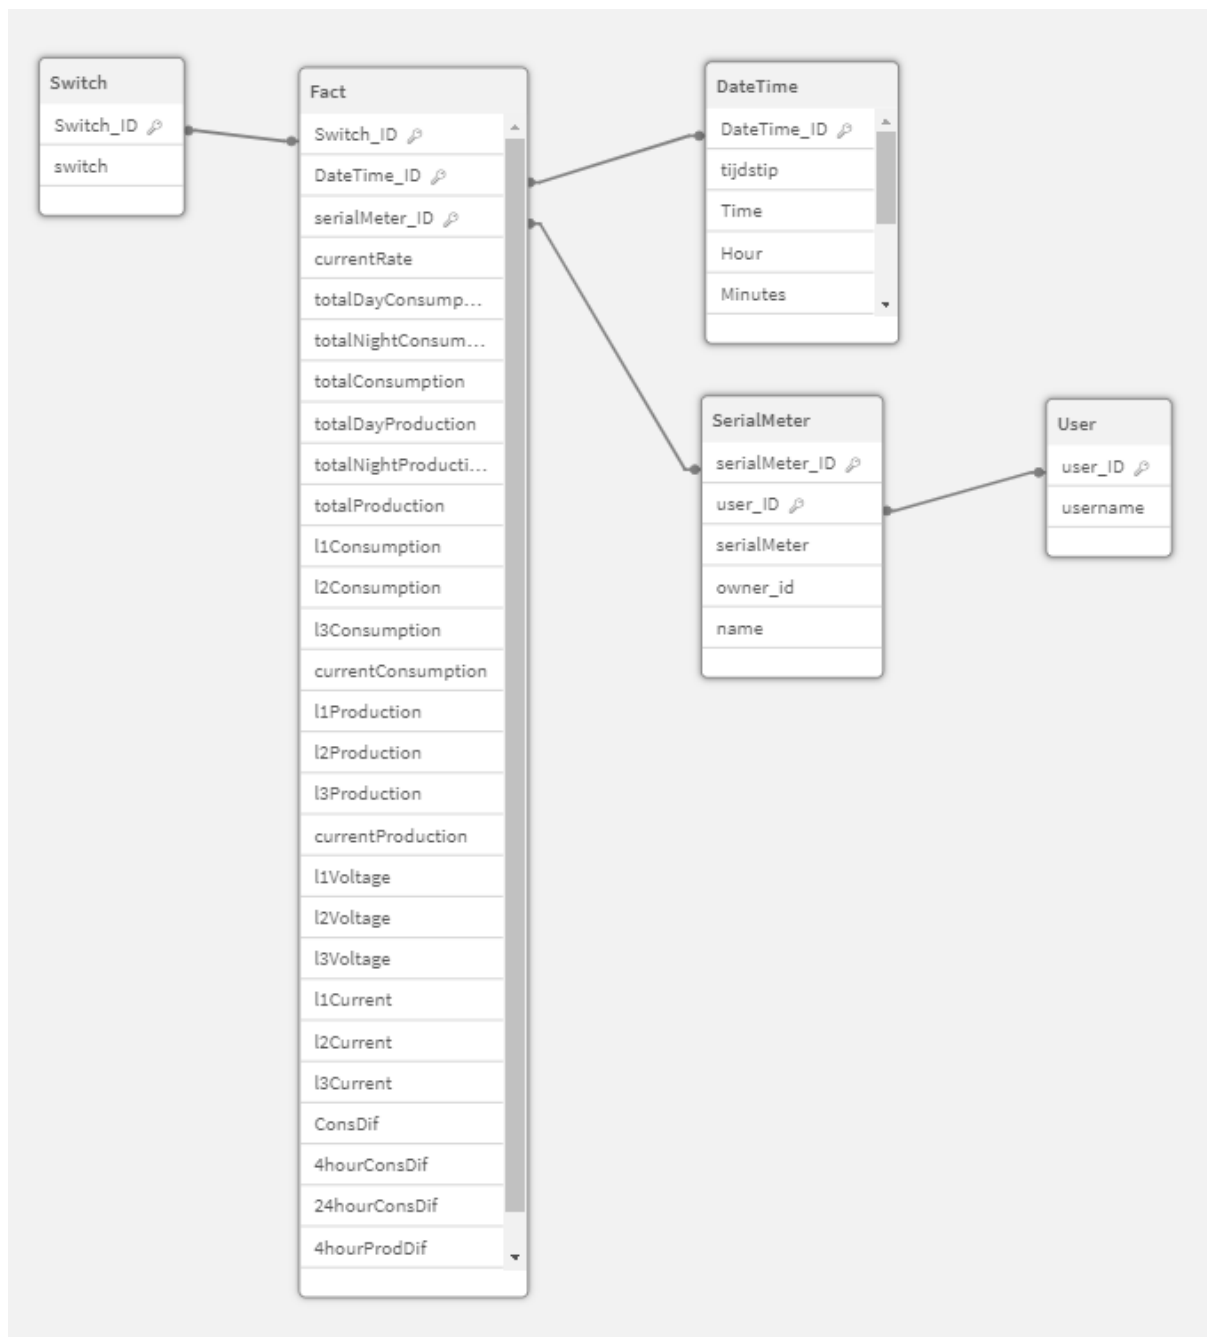 Switch
Switch_ID
switch
Fact
Switch_ID
DateTime_ID
serialMeter_ID
currentRate
totalDayConsump...
totalNightConsum...
totalConsumption
totalDayProduction
totalNightProducti...
totalProduction
l1Consumption
l2Consumption
l3Consumption
currentConsumption
l1Production
l2Production
l3Production
currentProduction
l1Voltage
l2Voltage
l3Voltage
l1Current
l2Current
l3Current
ConsDif
4hourConsDif
24hourConsDif
4hourProdDif
DateTime
DateTime_ID
tijdstip
Time
Hour
Minutes
SerialMeter
serialMeter_ID
user_ID
serialMeter
owner_id
name
User
user_ID
username